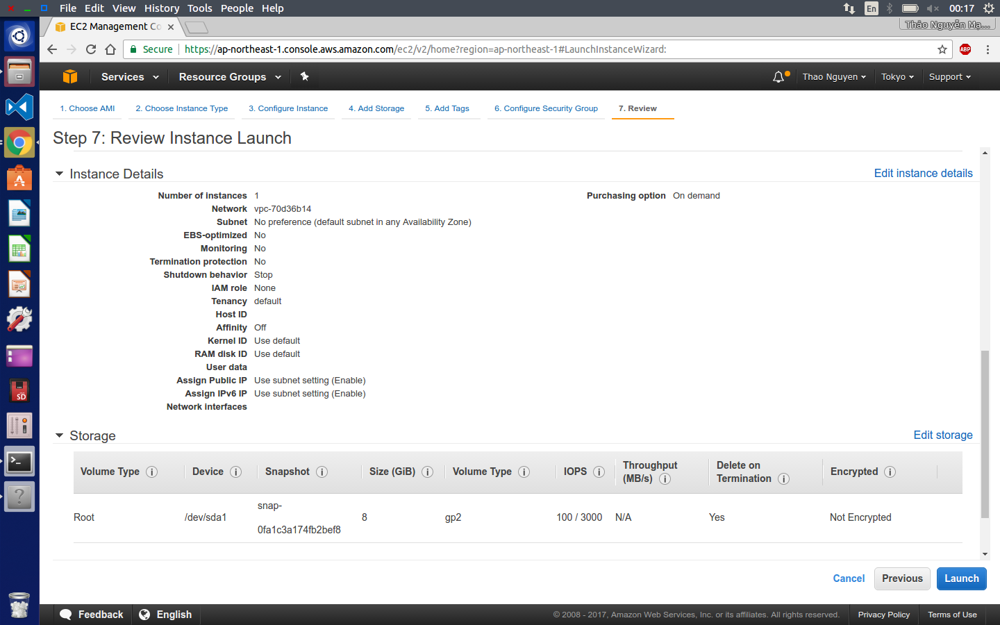 File Edit View History Tools People Help
En
00:17
EC2 Management Co
Thảo Nguyễn Mạ...
Secure https://ap-northeast-1.console.aws.amazon.com/ec2/v2/home?region=ap-northeast-1#LaunchInstanceWizard:
ABP
Services
Resource Groups
Thao Nguyen
Tokyo
Support
1. Choose AMI
2. Choose Instance Type
3. Configure Instance
4. Add Storage
5. Add Tags
6. Configure Security Group
7. Review
Step 7: Review Instance Launch
Instance Details
Edit instance details
Number of instances 1
Purchasing option On demand
Network vpc-70d36b14
Subnet No preference (default subnet in any Availability Zone)
EBS-optimized No
Monitoring No
Termination protection No
Shutdown behavior Stop
IAM role None
Tenancy default
Host ID
Affinity Off
Kernel ID Use default
RAM disk ID Use default
User data
Assign Public IP Use subnet setting (Enable)
Assign IPv6 IP Use subnet setting (Enable)
Network interfaces
SD
Storage
Edit storage
Volume Type i Device i Snapshot i Size (GiB) i Volume Type i IOPS i Throughput (MB/s) i Delete on Termination i Encrypted i
Root /dev/sda1 snap-0fa1c3a174fb2bef8 8 gp2 100 / 3000 N/A Yes Not Encrypted
Cancel
Previous
Launch
Feedback
English
© 2008 - 2017, Amazon Web Services, Inc. or its affiliates. All rights reserved.
Privacy Policy
Terms of Use